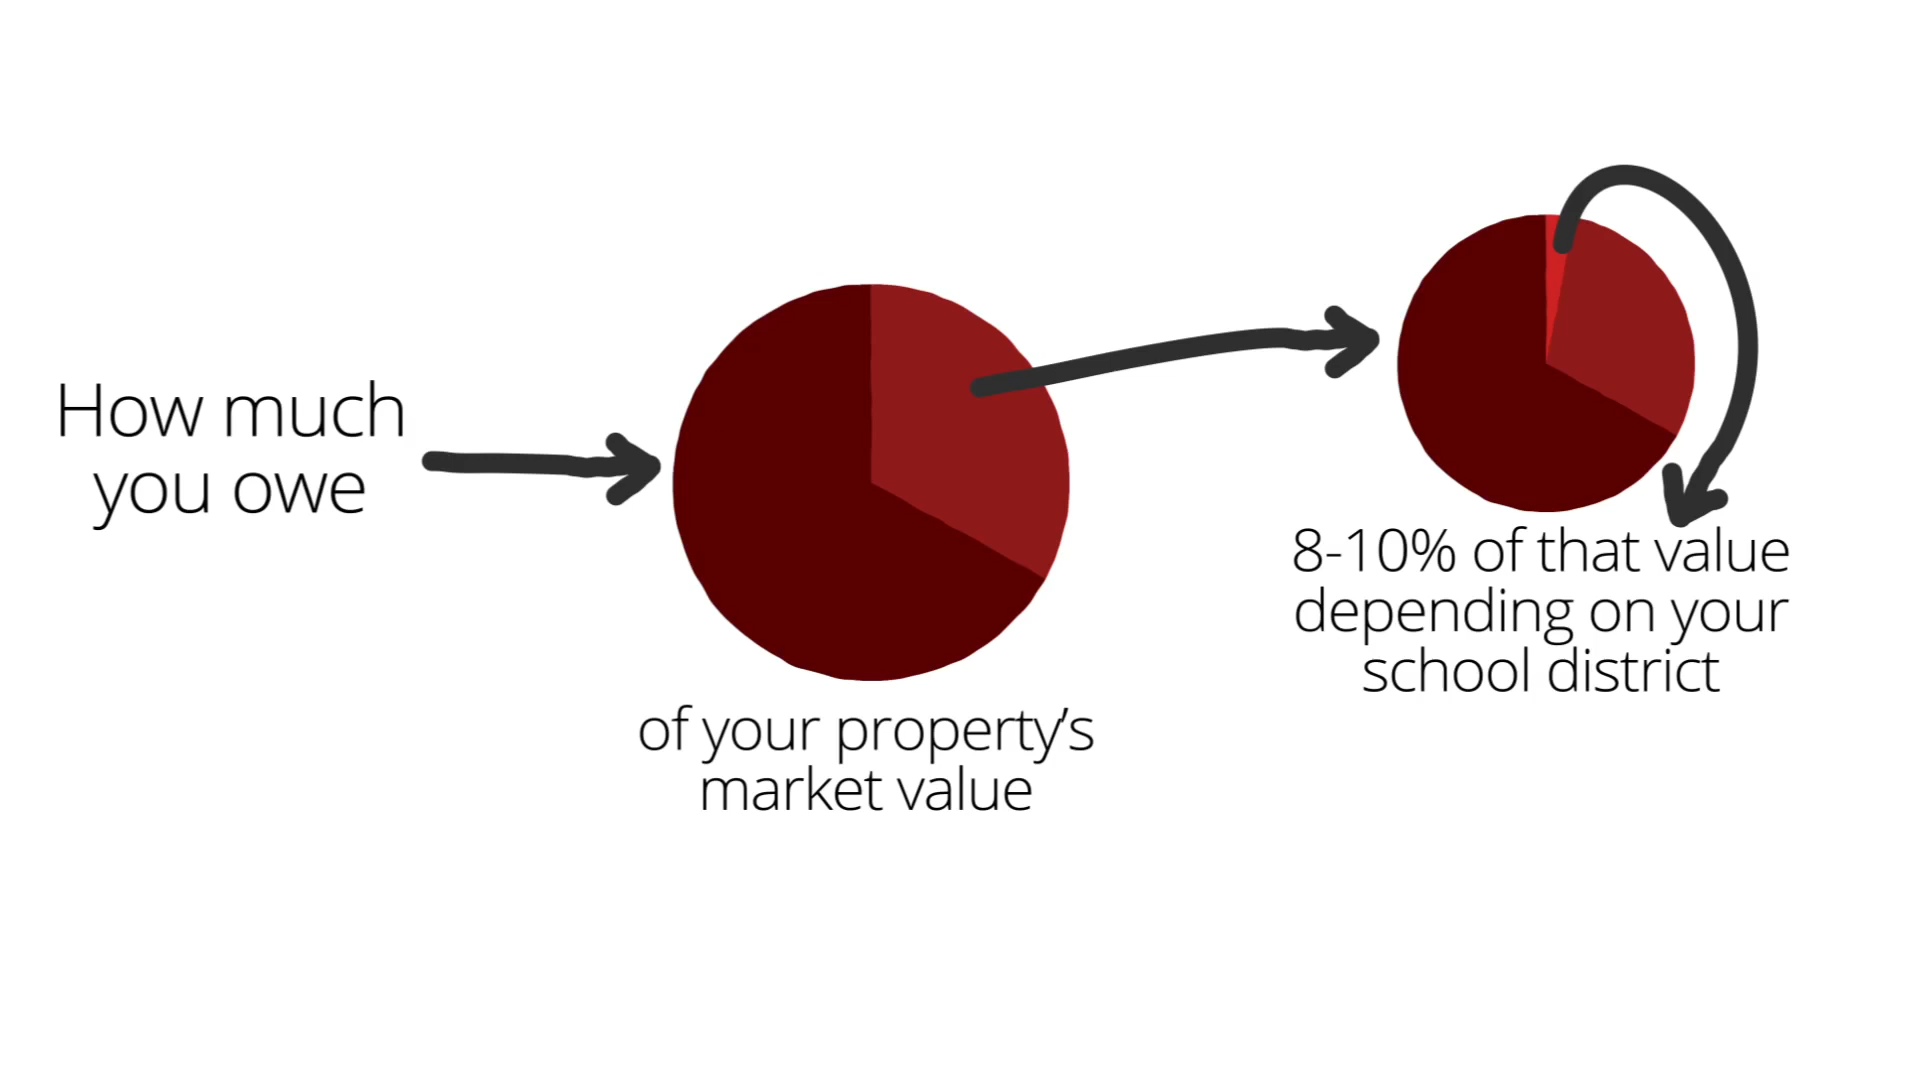 How much
you owe
of your property’s
market value
8-10% of that value
depending on your
school district